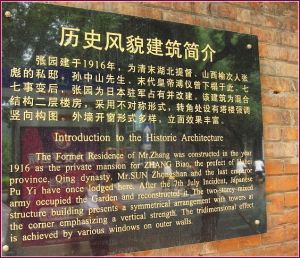 历史风貌建筑简介
张园建于1916年，为清末湖北提督、山西榆次人张
彪的私邸，孙中山先生、末代皇帝溥仪曾下榻于此。七
七事变后，张园为日本驻军占有并改建。该建筑为混合
结构二层楼房，采用不对称形式，转角处设有塔楼强调
竖向构图，外墙开窗形式多样，立面效果丰富。
Introduction to the Historic Architecture
The Former Residence of Mr.Zhang was constructed in the year
1916 as the private mansion for ZHANG Biao, the prefect of Hubei
province, Qing dynasty. Mr.SUN Zhongshan and the last emperor
Pu Yi have once lodged here. After the 7th July Incident, Japanese
army occupied the Garden and reconstructed it. The two-storey-mixed
structure building presents a symmetrical arrangement with towers at
the corner emphasizing a vertical strength. The tridimensional effect
is achieved by various windows on outer walls.